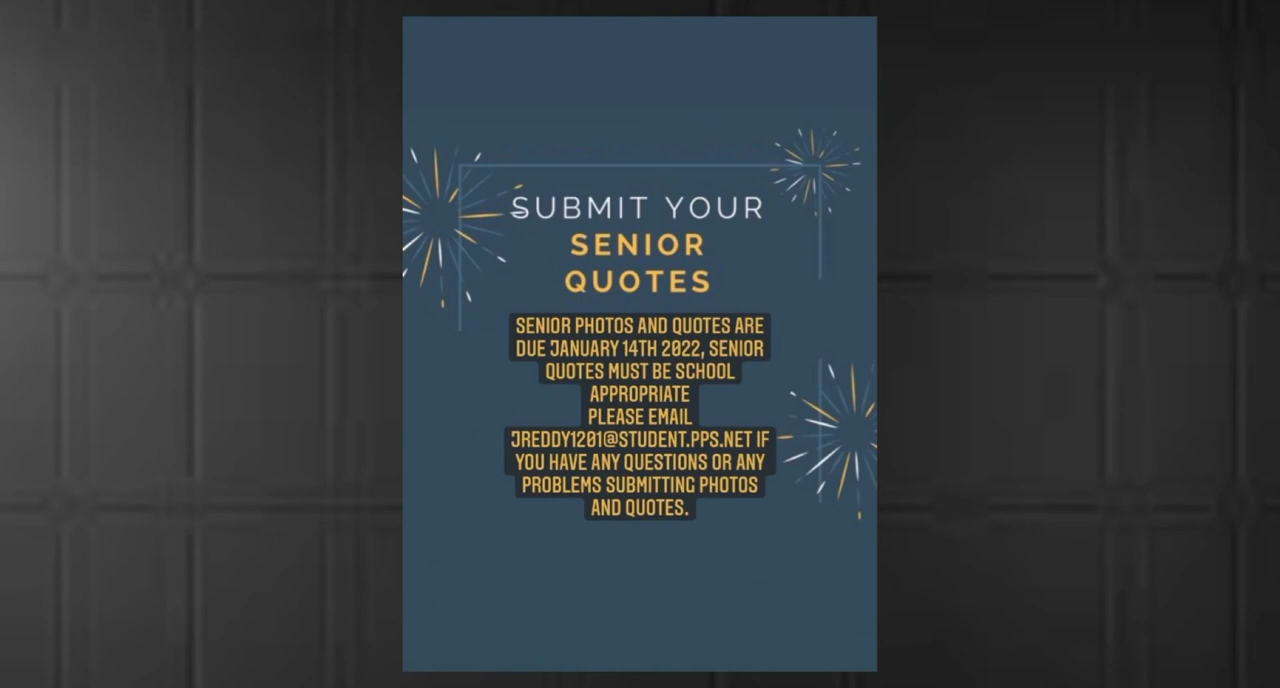 SUBMIT YOUR
SENIOR
QUOTES
SENIOR PHOTOS AND QUOTES ARE
DUE JANUARY 14TH 2022, SENIOR
QUOTES MUST BE SCHOOL
APPROPRIATE
PLEASE EMAIL
JREDDY1201@STUDENT.PPS.NET IF
YOU HAVE ANY QUESTIONS OR ANY
PROBLEMS SUBMITTING PHOTOS
AND QUOTES.